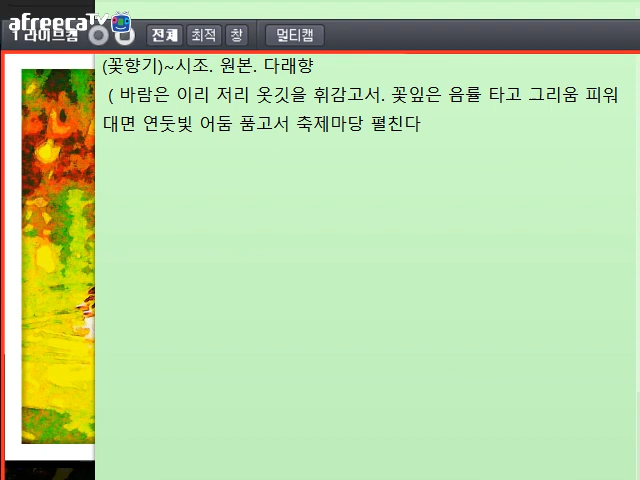 afreecaTV
1 라이브캠
전체 최적 창 멀티캠
(꽃향기)~시조. 원본. 다래향
( 바람은 이리 저리 옷깃을 휘감고서. 꽃잎은 음률 타고 그리움 피워
대면 연둣빛 어둠 품고서 축제마당 펼친다